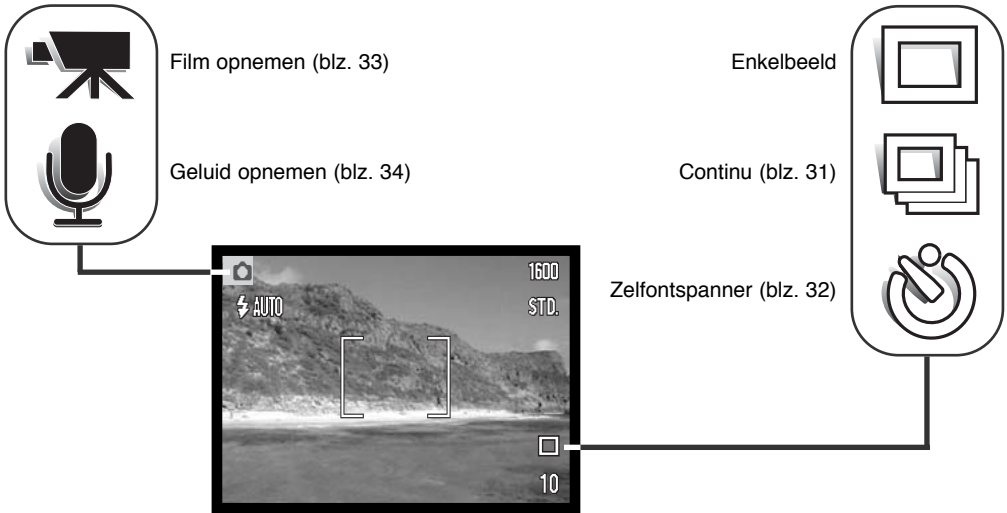 Film opnemen (blz. 33)
Geluid opnemen (blz. 34)
Enkelbeeld
Continu (blz. 31)
Zelfontspanner (blz. 32)
1600
AUTO
STD.
10